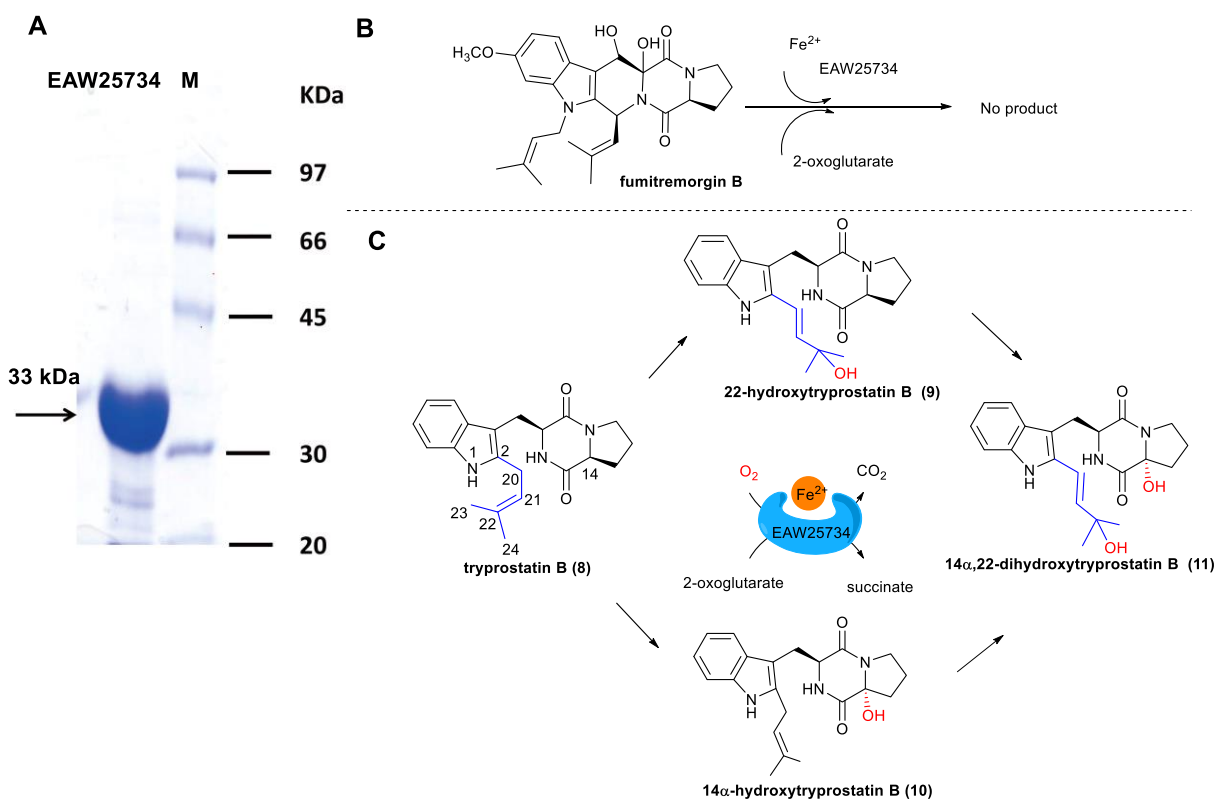 A
EAW25734 M
KDa
97
66
45
33 kDa
30
20
B
HO
OH
O
H₃CO
N
N
N
O
fumitremorgin B
Fe²⁺
EAW25734
2-oxoglutarate
No product
C
O
N
HN
N
H
O
OH
22-hydroxytryprostatin B (9)
O
N
1
2
HN
14
N
H
20
O
21
23
22
24
tryprostatin B (8)
O₂
CO₂
Fe²⁺
EAW25734
2-oxoglutarate
succinate
O
N
HN
N
H
O
OH
OH
14α,22-dihydroxytryprostatin B (11)
O
N
HN
N
H
O
OH
14α-hydroxytryprostatin B (10)